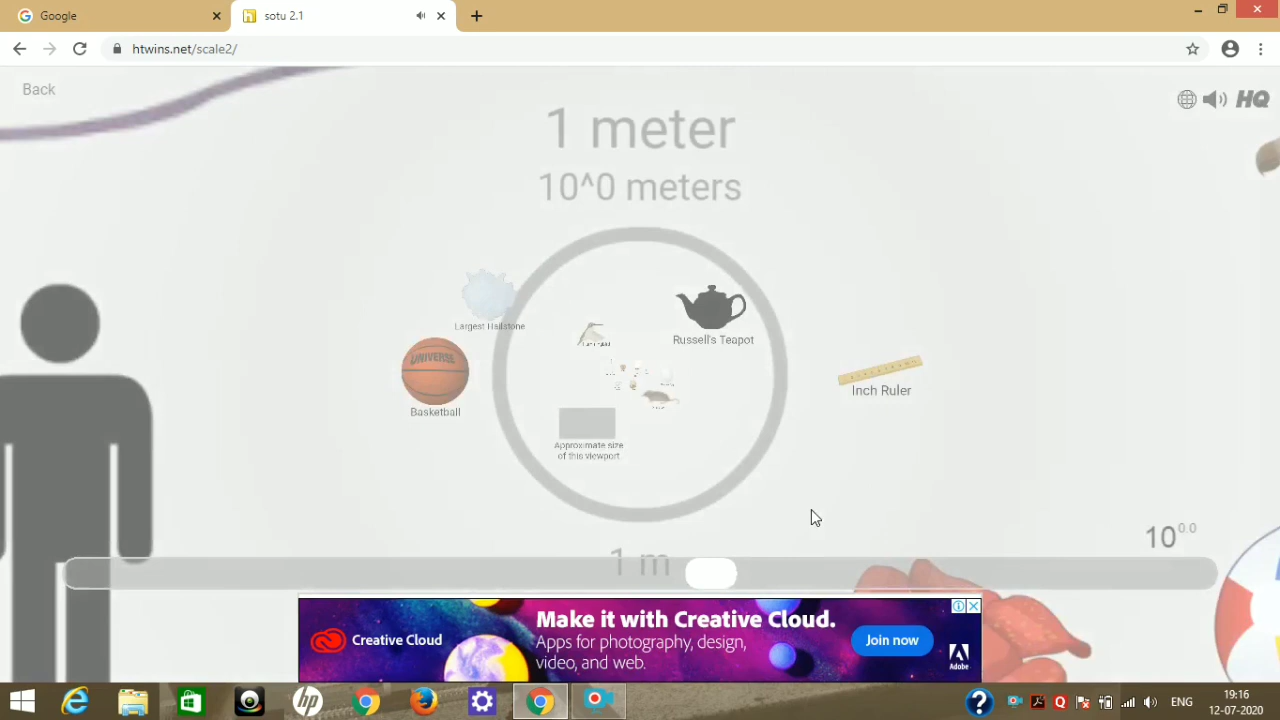 Google
sotu 2.1
htwins.net/scale2/
Back
HQ
1 meter
10^0 meters
Largest Hailstone
UNIVERSE
Basketball
Russell's Teapot
Inch Ruler
Approximate size
of this viewport
10^0.0
1 m
Creative Cloud
Make it with Creative Cloud.
Apps for photography, design,
video, and web.
Join now
Adobe
hp
ENG
19:16
12-07-2020